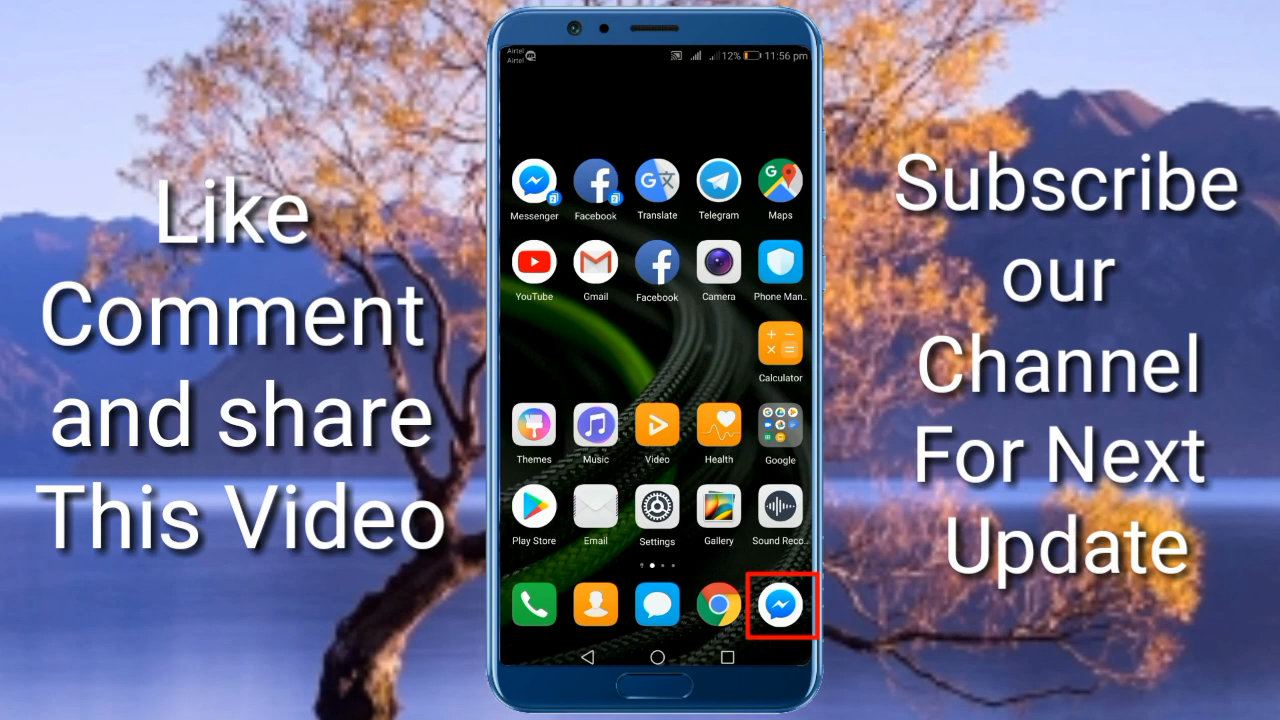 Like
Comment
and share
This Video
Airtel
Airtel
12% 11:56 pm
Messenger Facebook Translate Telegram Maps
YouTube Gmail Facebook Camera Phone Man..
Calculator
Themes Music Video Health Google
Play Store Email Settings Gallery Sound Reco..
Subscribe
our
Channel
For Next
Update